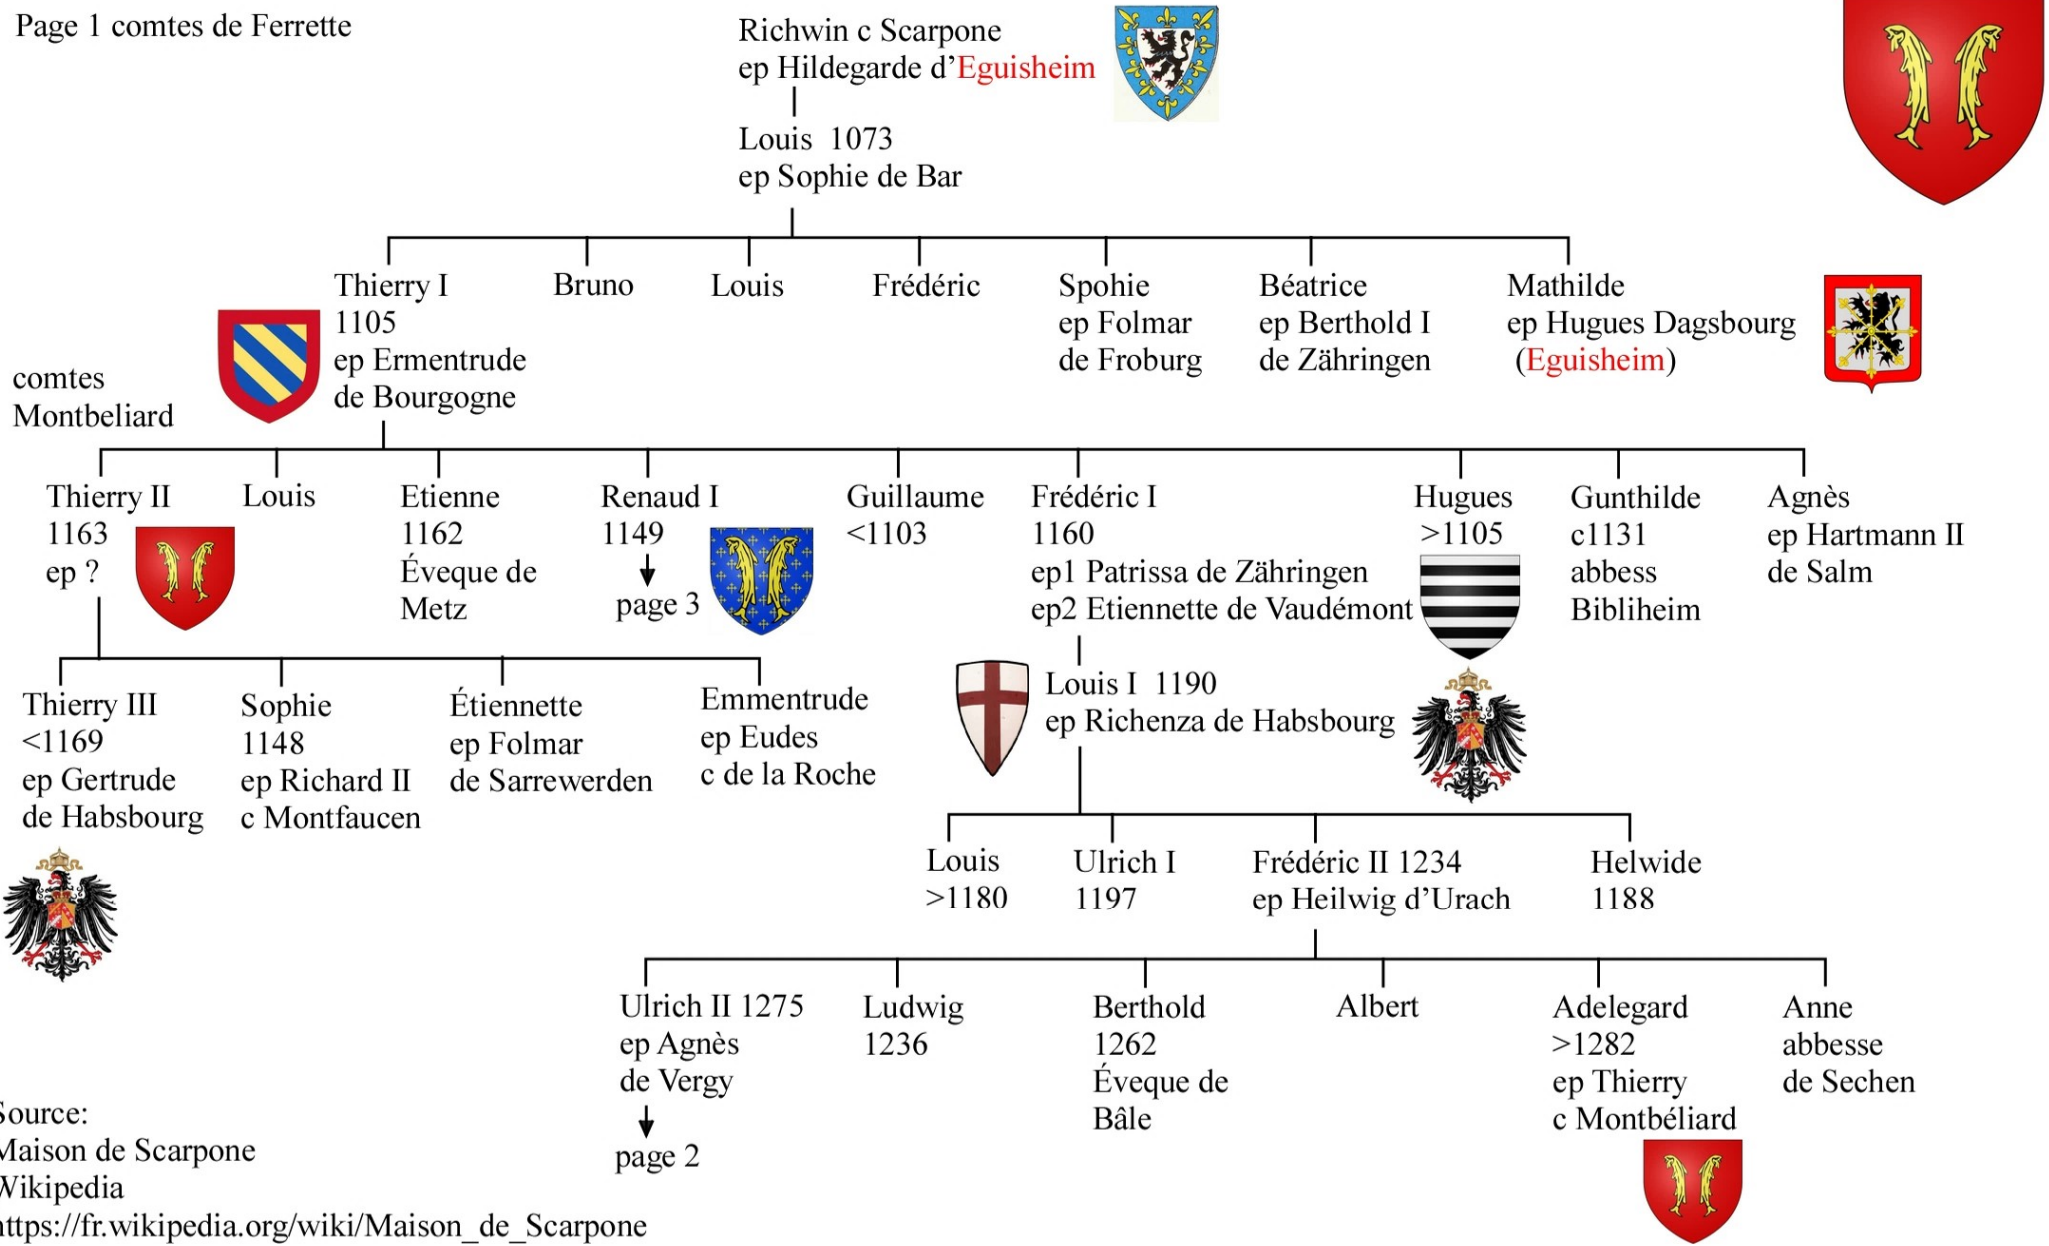 Page 1 comtes de Ferrette
Richwin c Scarpone
ep Hildegarde d’Eguisheim
Louis 1073
ep Sophie de Bar
Thierry I
1105
ep Ermentrude
de Bourgogne
Bruno
Louis
Frédéric
Spohie
ep Folmar
de Froburg
Béatrice
ep Berthold I
de Zähringen
Mathilde
ep Hugues Dagsbourg
(Eguisheim)
comtes
Montbeliard
Thierry II
1163
ep ?
Louis
Etienne
1162
Éveque de
Metz
Renaud I
1149
page 3
Guillaume
<1103
Frédéric I
1160
ep1 Patrissa de Zähringen
ep2 Etiennette de Vaudémont
Hugues
>1105
Gunthilde
c1131
abbess
Bibliheim
Agnès
ep Hartmann II
de Salm
Thierry III
<1169
ep Gertrude
de Habsbourg
Sophie
1148
ep Richard II
c Montfaucen
Étiennette
ep Folmar
de Sarrewerden
Emmentrude
ep Eudes
c de la Roche
Louis I 1190
ep Richenza de Habsbourg
Louis
>1180
Ulrich I
1197
Frédéric II 1234
ep Heilwig d’Urach
Helwide
1188
Ulrich II 1275
ep Agnès
de Vergy
page 2
Ludwig
1236
Berthold
1262
Éveque de
Bâle
Albert
Adelegard
>1282
ep Thierry
c Montbéliard
Anne
abbesse
de Sechen
Source:
Maison de Scarpone
Wikipedia
https://fr.wikipedia.org/wiki/Maison_de_Scarpone